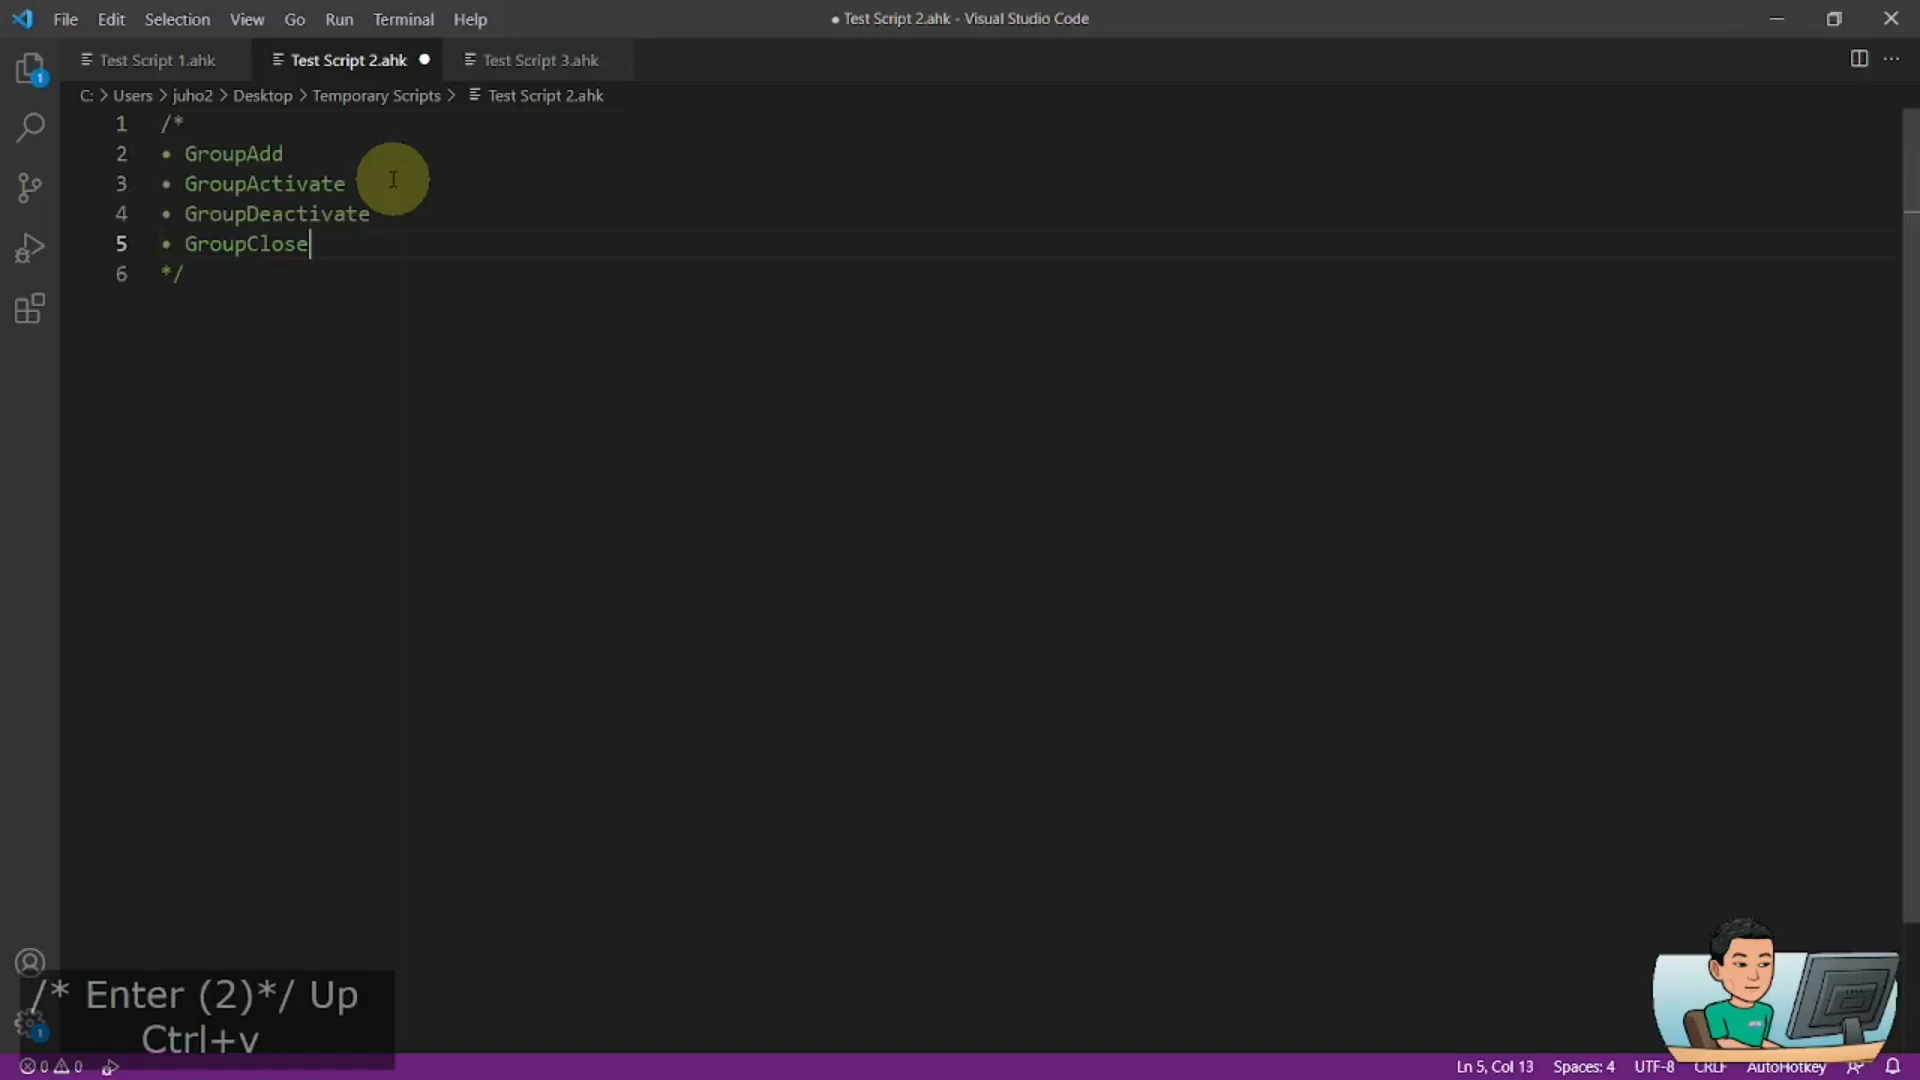 File Edit Selection View Go Run Terminal Help
● Test Script 2.ahk - Visual Studio Code
Test Script 1.ahk
Test Script 2.ahk ●
Test Script 3.ahk
C: > Users > juho2 > Desktop > Temporary Scripts > Test Script 2.ahk
1 /*
2 • GroupAdd
3 • GroupActivate
4 • GroupDeactivate
5 • GroupClose
6 */
1
/* Enter (2)*/ Up
Ctrl+v
1
0 0
Ln 5, Col 13 Spaces: 4 UTF-8 CRLF AutoHotkey